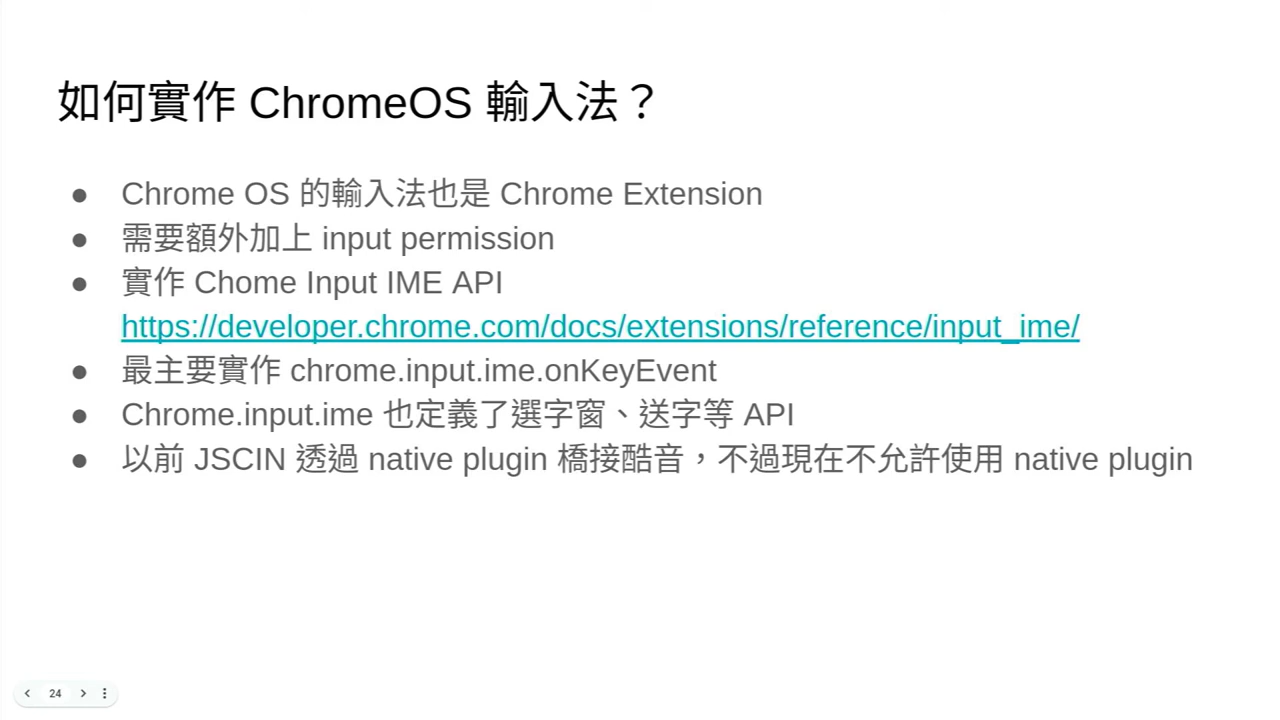 如何實作 ChromeOS 輸入法？
● Chrome OS 的輸入法也是 Chrome Extension
● 需要額外加上 input permission
● 實作 Chome Input IME API
https://developer.chrome.com/docs/extensions/reference/input_ime/
● 最主要實作 chrome.input.ime.onKeyEvent
● Chrome.input.ime 也定義了選字窗、送字等 API
● 以前 JSCIN 透過 native plugin 橋接酷音，不過現在不允許使用 native plugin
24